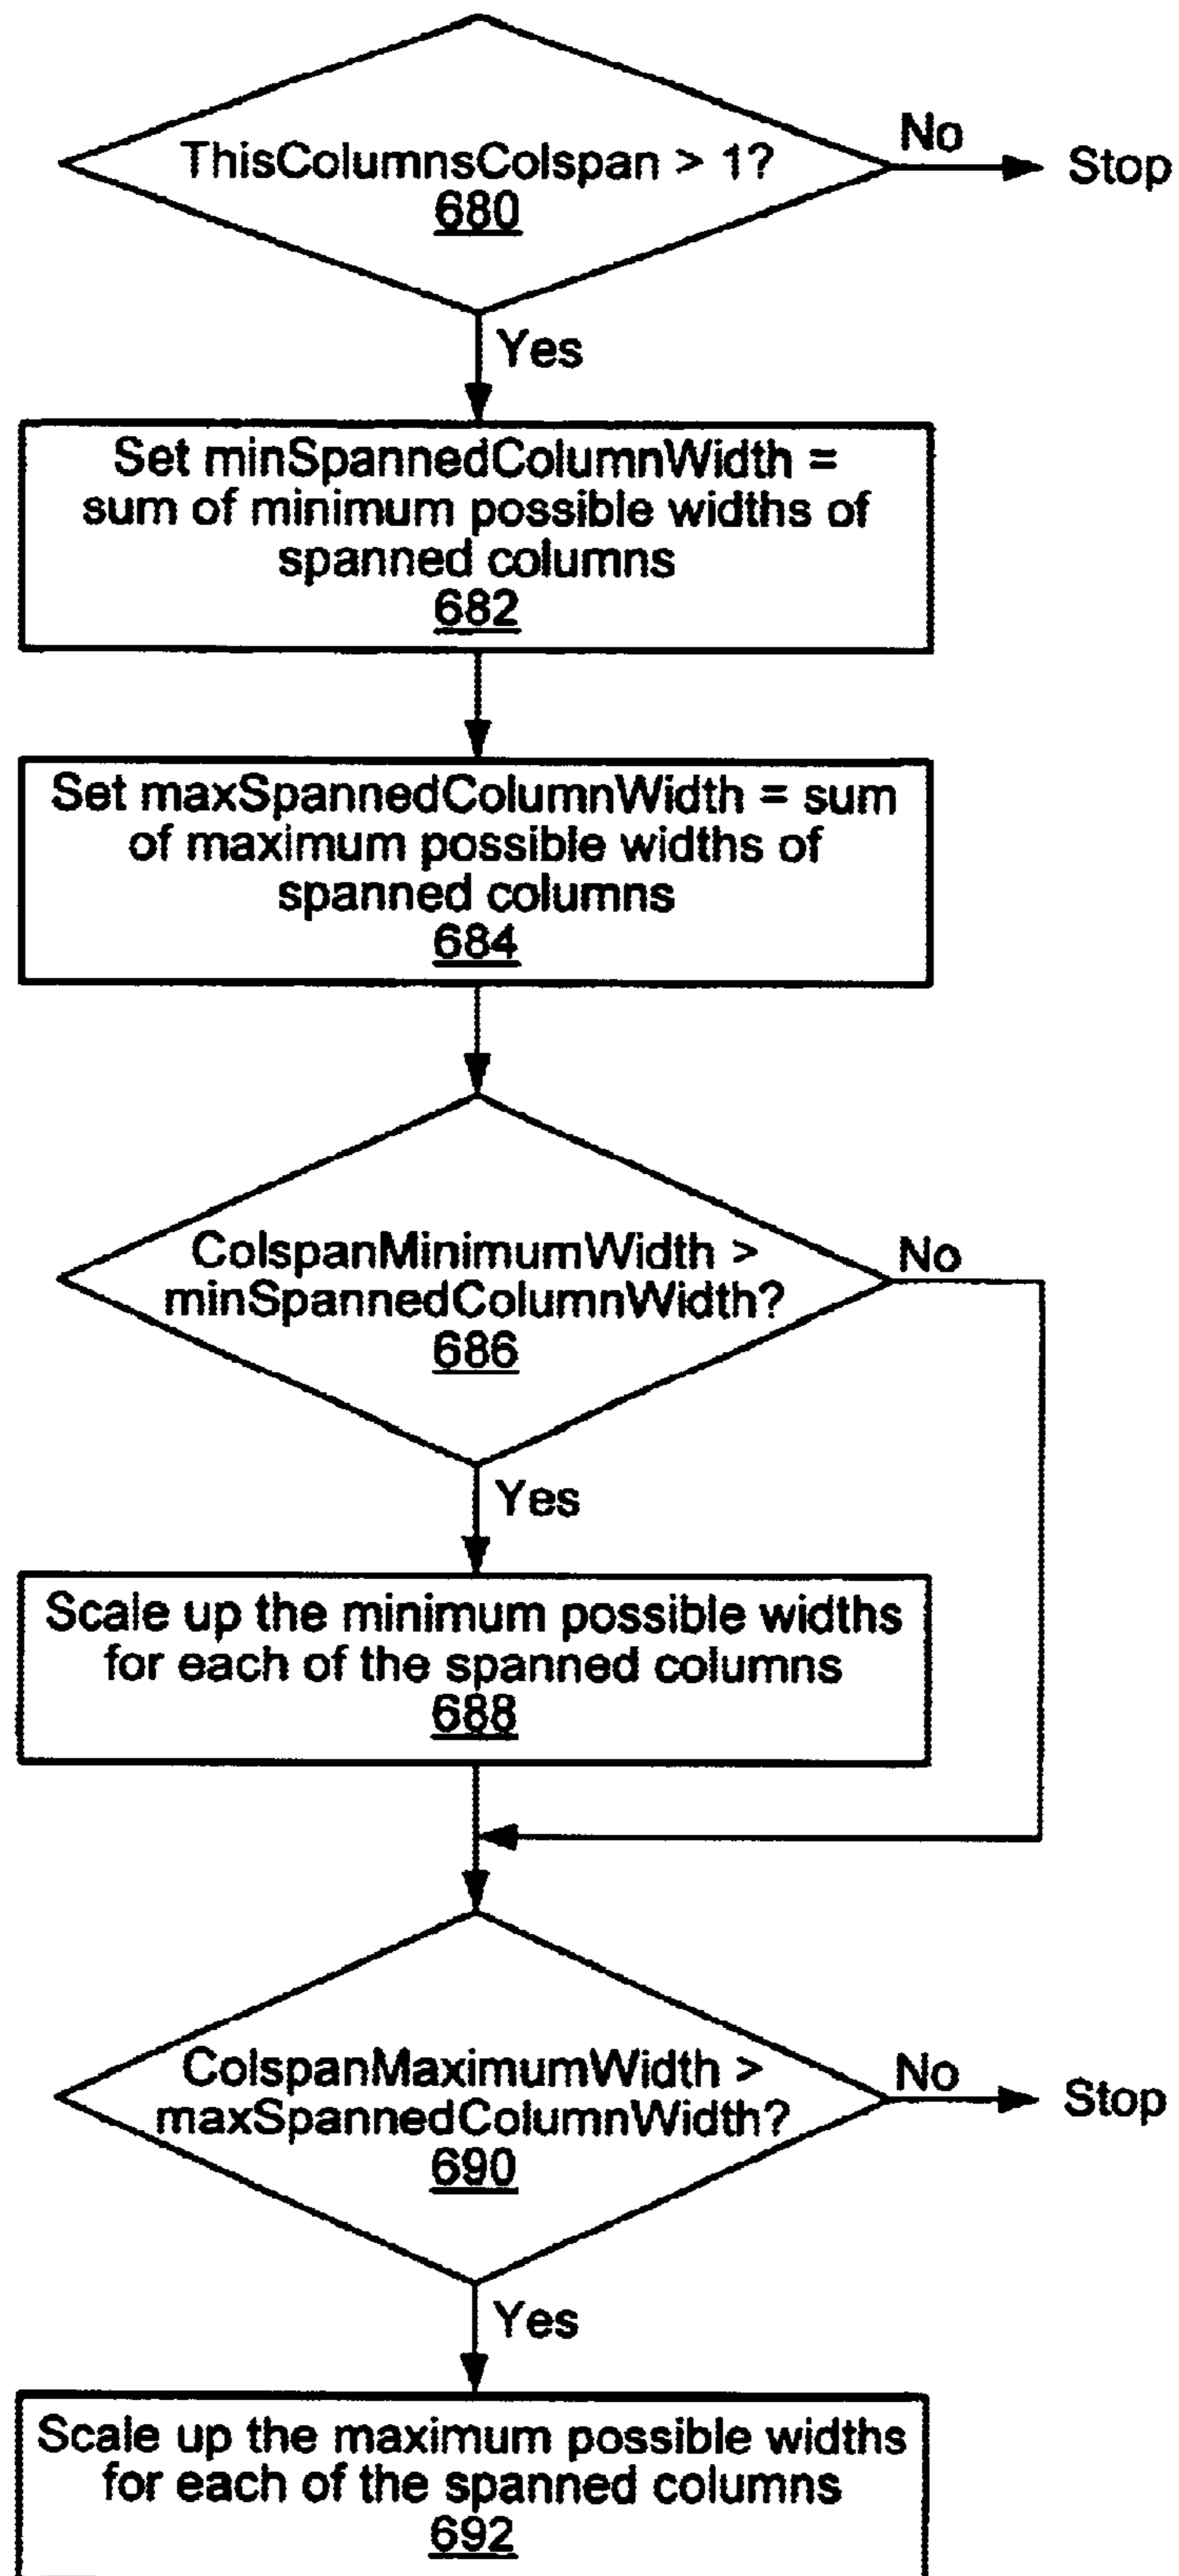 ThisColumnsColspan > 1?
680
No
Stop
Yes
Set minSpannedColumnWidth =
sum of minimum possible widths of
spanned columns
682
Set maxSpannedColumnWidth = sum
of maximum possible widths of
spanned columns
684
ColspanMinimumWidth >
minSpannedColumnWidth?
686
No
Yes
Scale up the minimum possible widths
for each of the spanned columns
688
ColspanMaximumWidth >
maxSpannedColumnWidth?
690
No
Stop
Yes
Scale up the maximum possible widths
for each of the spanned columns
692